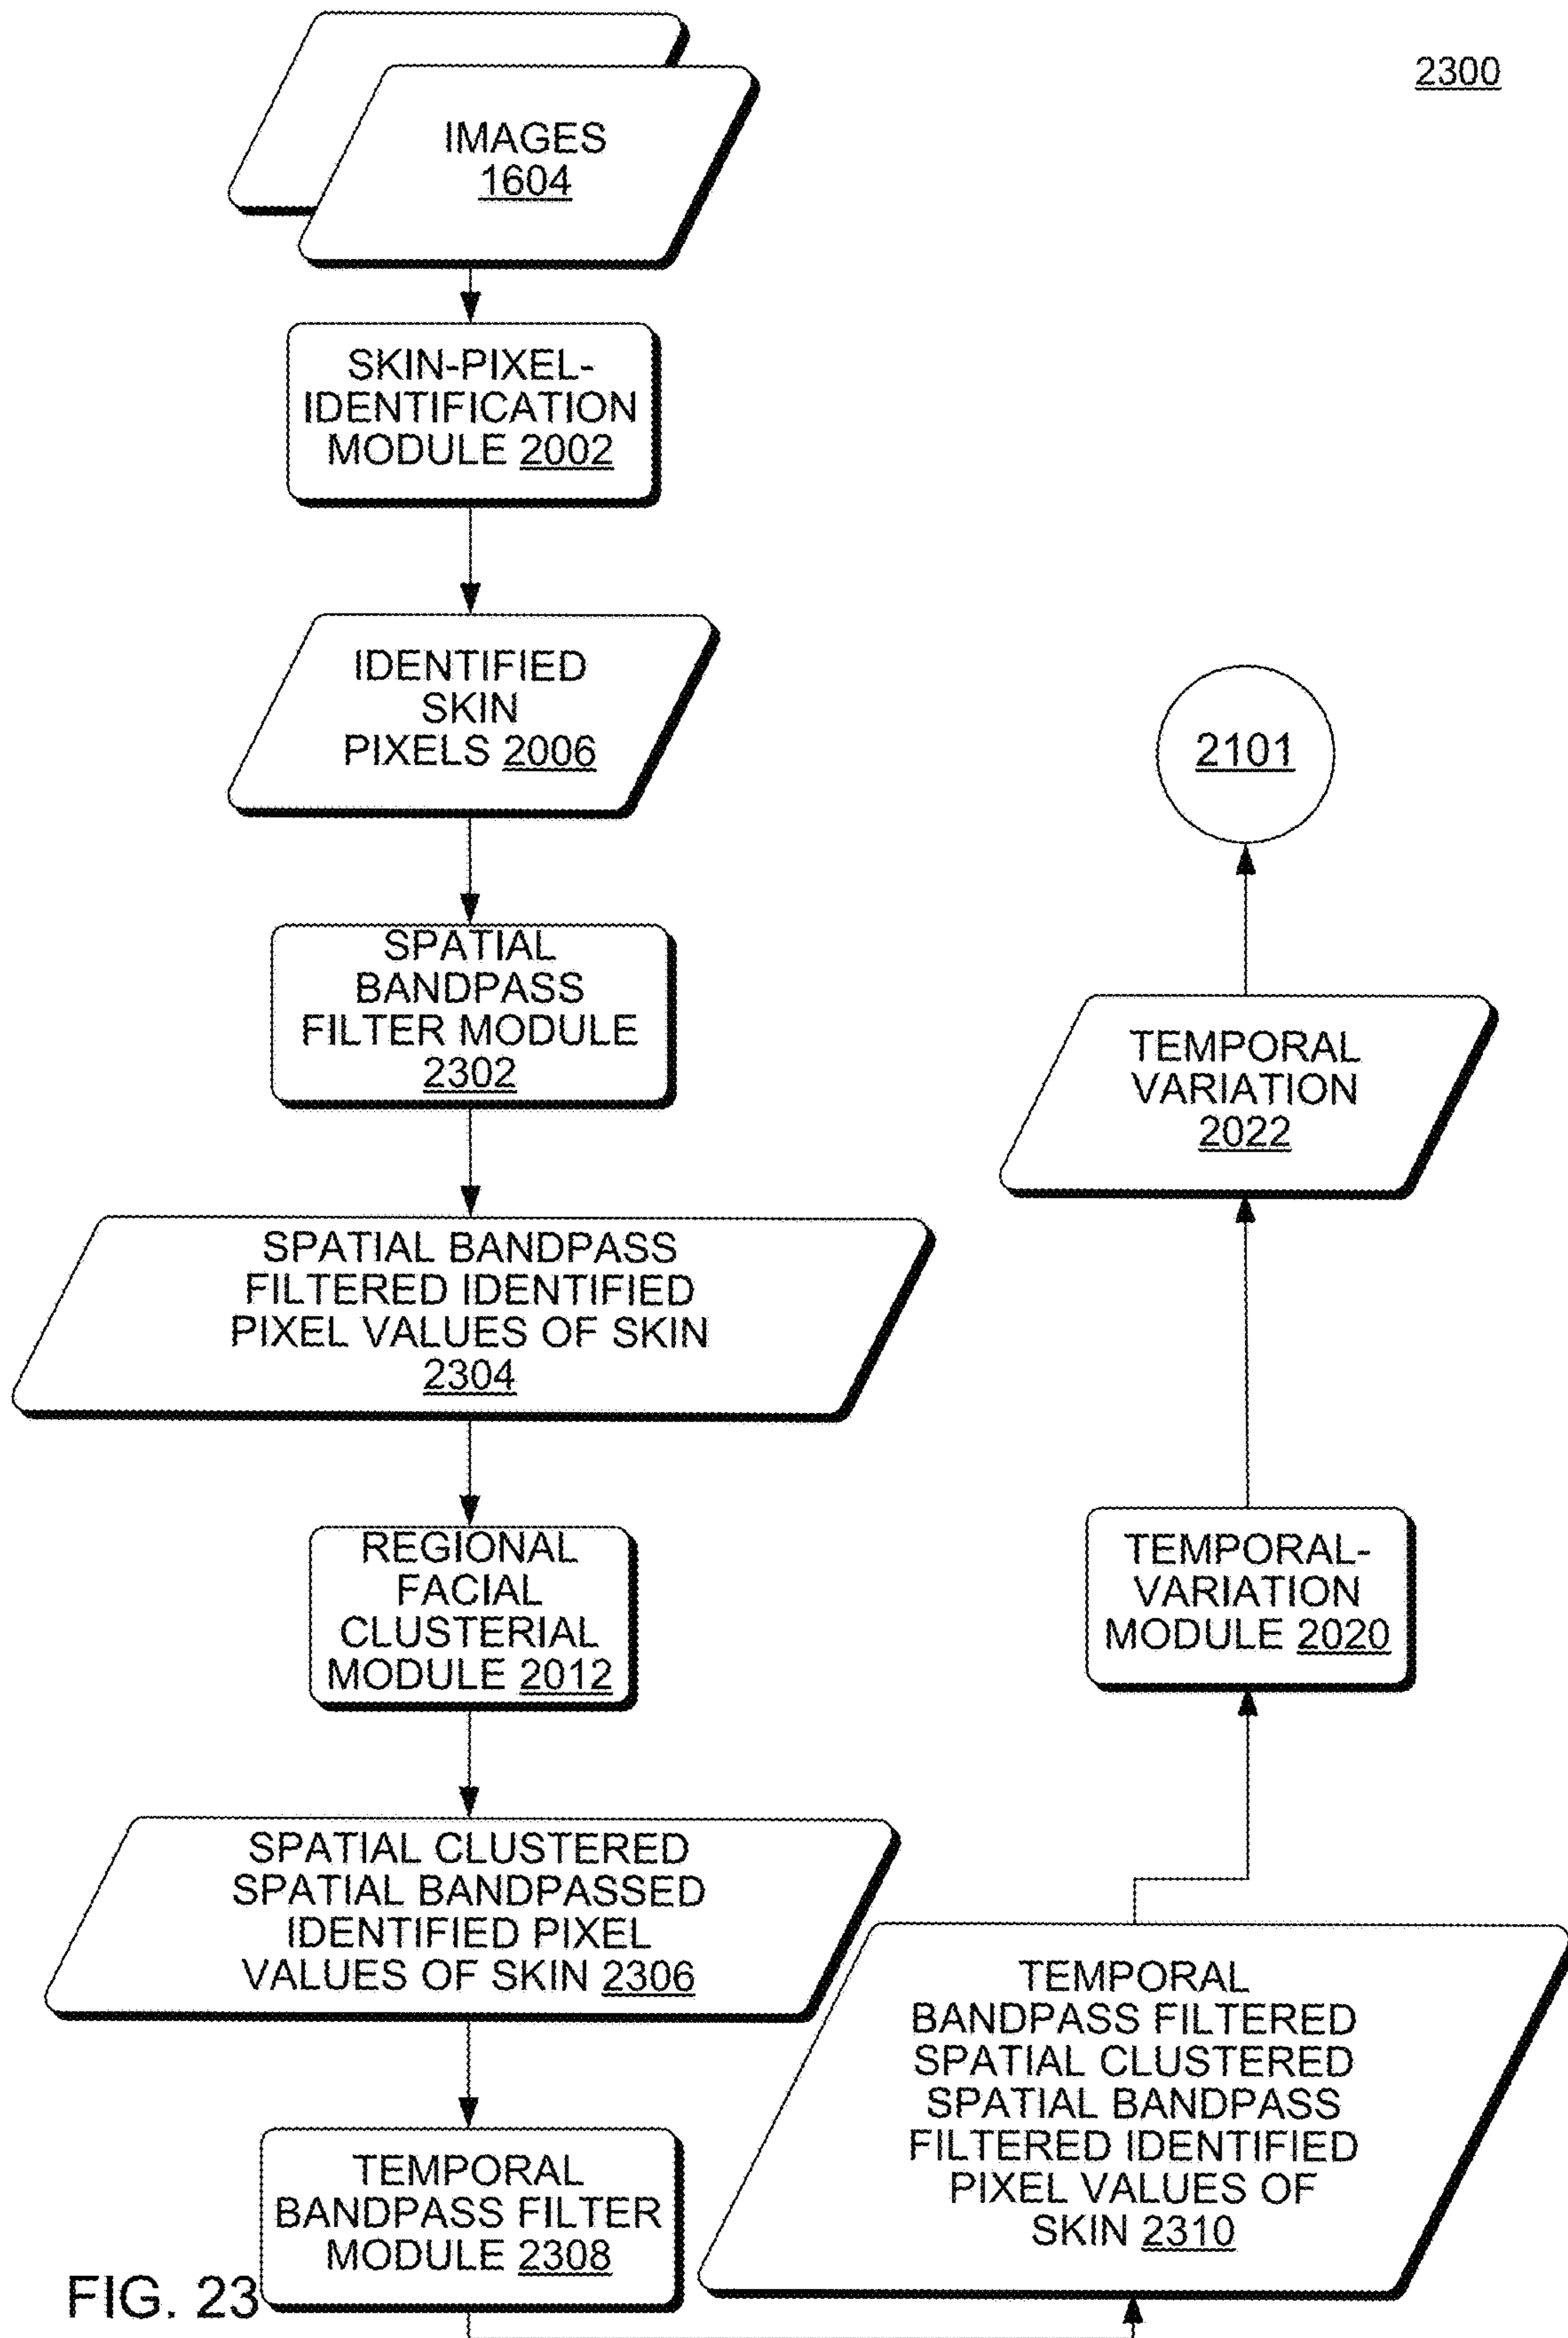 2300
IMAGES
1604
SKIN-PIXEL-
IDENTIFICATION
MODULE 2002
IDENTIFIED
SKIN
PIXELS 2006
SPATIAL
BANDPASS
FILTER MODULE
2302
SPATIAL BANDPASS
FILTERED IDENTIFIED
PIXEL VALUES OF SKIN
2304
REGIONAL
FACIAL
CLUSTERIAL
MODULE 2012
SPATIAL CLUSTERED
SPATIAL BANDPASSED
IDENTIFIED PIXEL
VALUES OF SKIN 2306
TEMPORAL
BANDPASS FILTER
MODULE 2308
TEMPORAL
BANDPASS FILTERED
SPATIAL CLUSTERED
SPATIAL BANDPASS
FILTERED IDENTIFIED
PIXEL VALUES OF
SKIN 2310
TEMPORAL-
VARIATION
MODULE 2020
TEMPORAL
VARIATION
2022
2101
FIG. 23